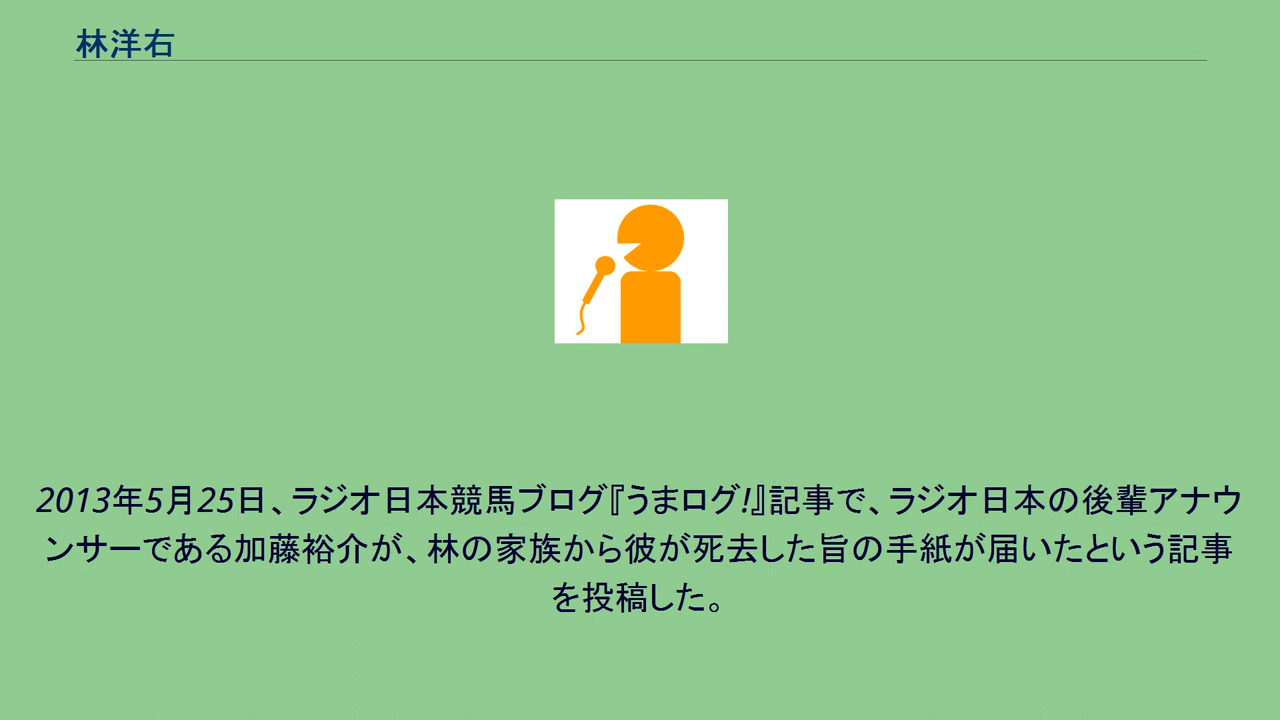 林洋右
2013年5月25日、ラジオ日本競馬ブログ『うまログ!』記事で、ラジオ日本の後輩アナウ
ンサーである加藤裕介が、林の家族から彼が死去した旨の手紙が届いたという記事
を投稿した。